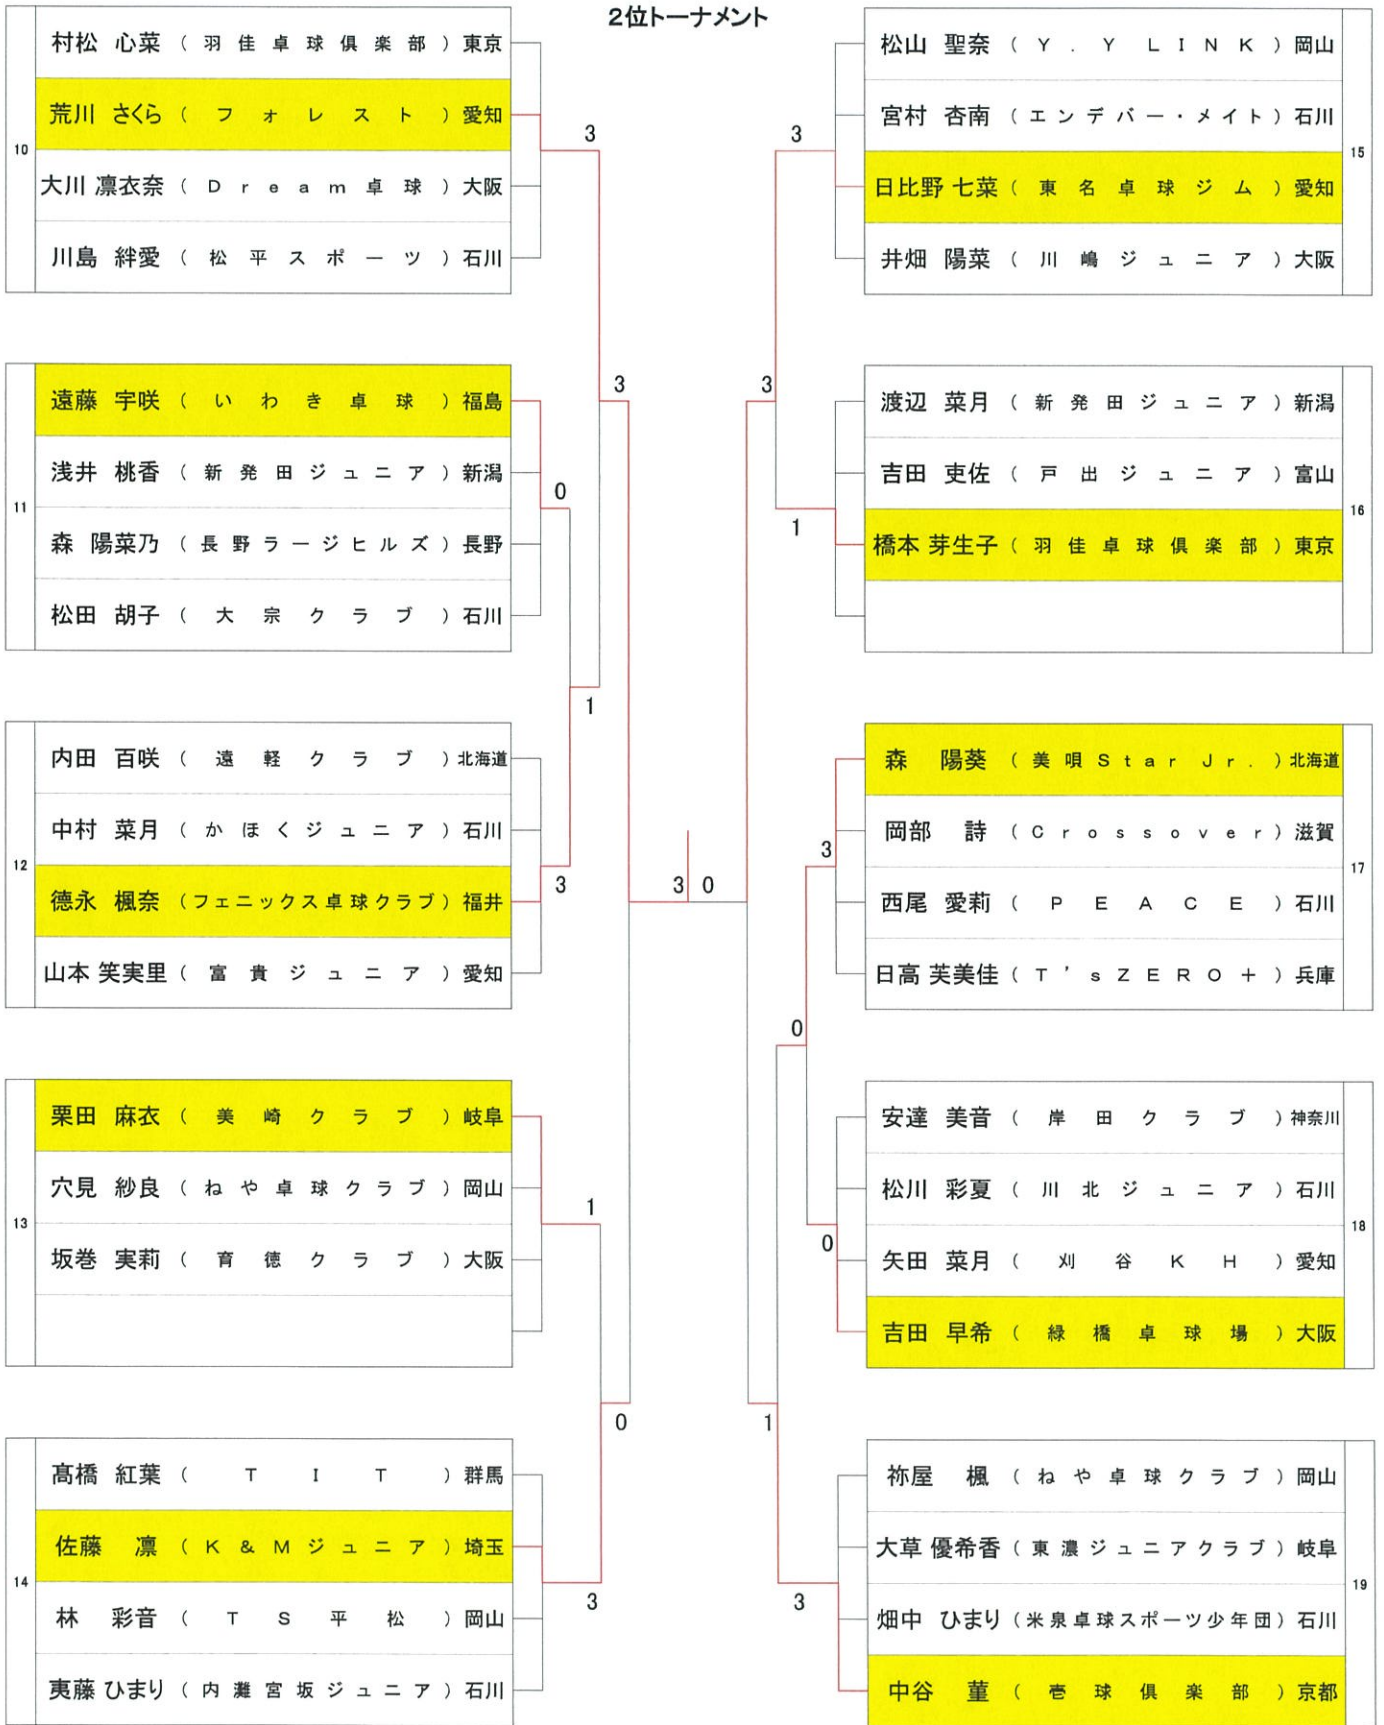 2位トーナメント
10
村松 心菜 (羽佳卓球倶楽部) 東京
荒川 さくら (フォレスト) 愛知
大川 凛衣奈 (Dream卓球) 大阪
川島 絆愛 (松平スポーツ) 石川
3
11
遠藤 宇咲 (いわき卓球) 福島
浅井 桃香 (新発田ジュニア) 新潟
森 陽菜乃 (長野ラージヒルズ) 長野
松田 胡子 (大宗クラブ) 石川
3
0
1
12
内田 百咲 (遠軽クラブ) 北海道
中村 菜月 (かほくジュニア) 石川
徳永 楓奈 (フェニックス卓球クラブ) 福井
山本 笑実里 (富貴ジュニア) 愛知
3
3 0
13
栗田 麻衣 (美崎クラブ) 岐阜
穴見 紗良 (ねや卓球クラブ) 岡山
坂巻 実莉 (育徳クラブ) 大阪
1
0
14
髙橋 紅葉 (TIT) 群馬
佐藤 凛 (K&Mジュニア) 埼玉
林 彩音 (TS平松) 岡山
夷藤 ひまり (内灘宮坂ジュニア) 石川
3
松山 聖奈 (Y.Y LINK) 岡山
宮村 杏南 (エンデバー・メイト) 石川
日比野 七菜 (東名卓球ジム) 愛知
井畑 陽菜 (川嶋ジュニア) 大阪
15
3
3
渡辺 菜月 (新発田ジュニア) 新潟
吉田 吏佐 (戸出ジュニア) 富山
橋本 芽生子 (羽佳卓球倶楽部) 東京
16
1
森 陽葵 (美唄Star Jr.) 北海道
岡部 詩 (Crossover) 滋賀
西尾 愛莉 (PEACE) 石川
日高 芙美佳 (T'sZERO+) 兵庫
17
3
0
安達 美音 (岸田クラブ) 神奈川
松川 彩夏 (川北ジュニア) 石川
矢田 菜月 (刈谷KH) 愛知
吉田 早希 (緑橋卓球場) 大阪
18
0
1
祢屋 楓 (ねや卓球クラブ) 岡山
大草 優希香 (東濃ジュニアクラブ) 岐阜
畑中 ひまり (米泉卓球スポーツ少年団) 石川
中谷 菫 (壱球倶楽部) 京都
19
3